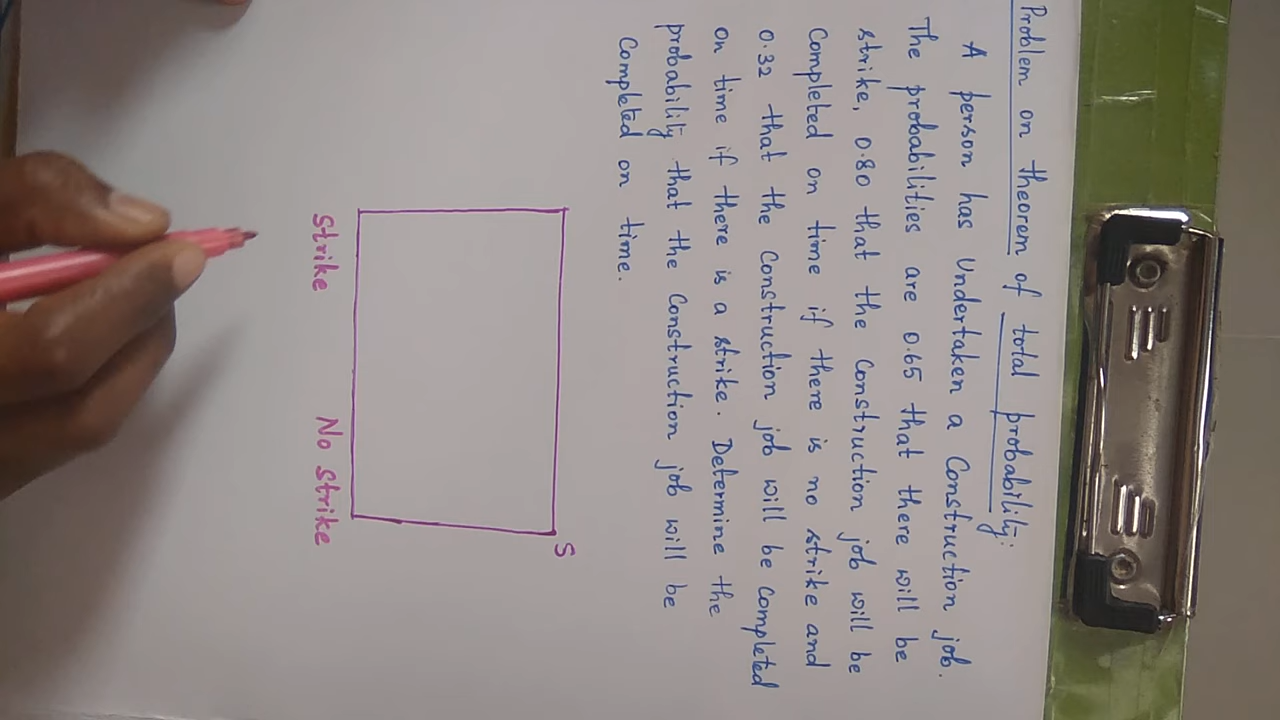 Problem on theorem of total probability:
A person has undertaken a Construction job.
The probabilities are 0.65 that there will be
strike, 0.80 that the construction job will be
completed on time if there is no strike and
0.32 that the construction job will be completed
on time if there is a strike. Determine the
probability that the construction job will be
completed on time.
S
Strike No strike